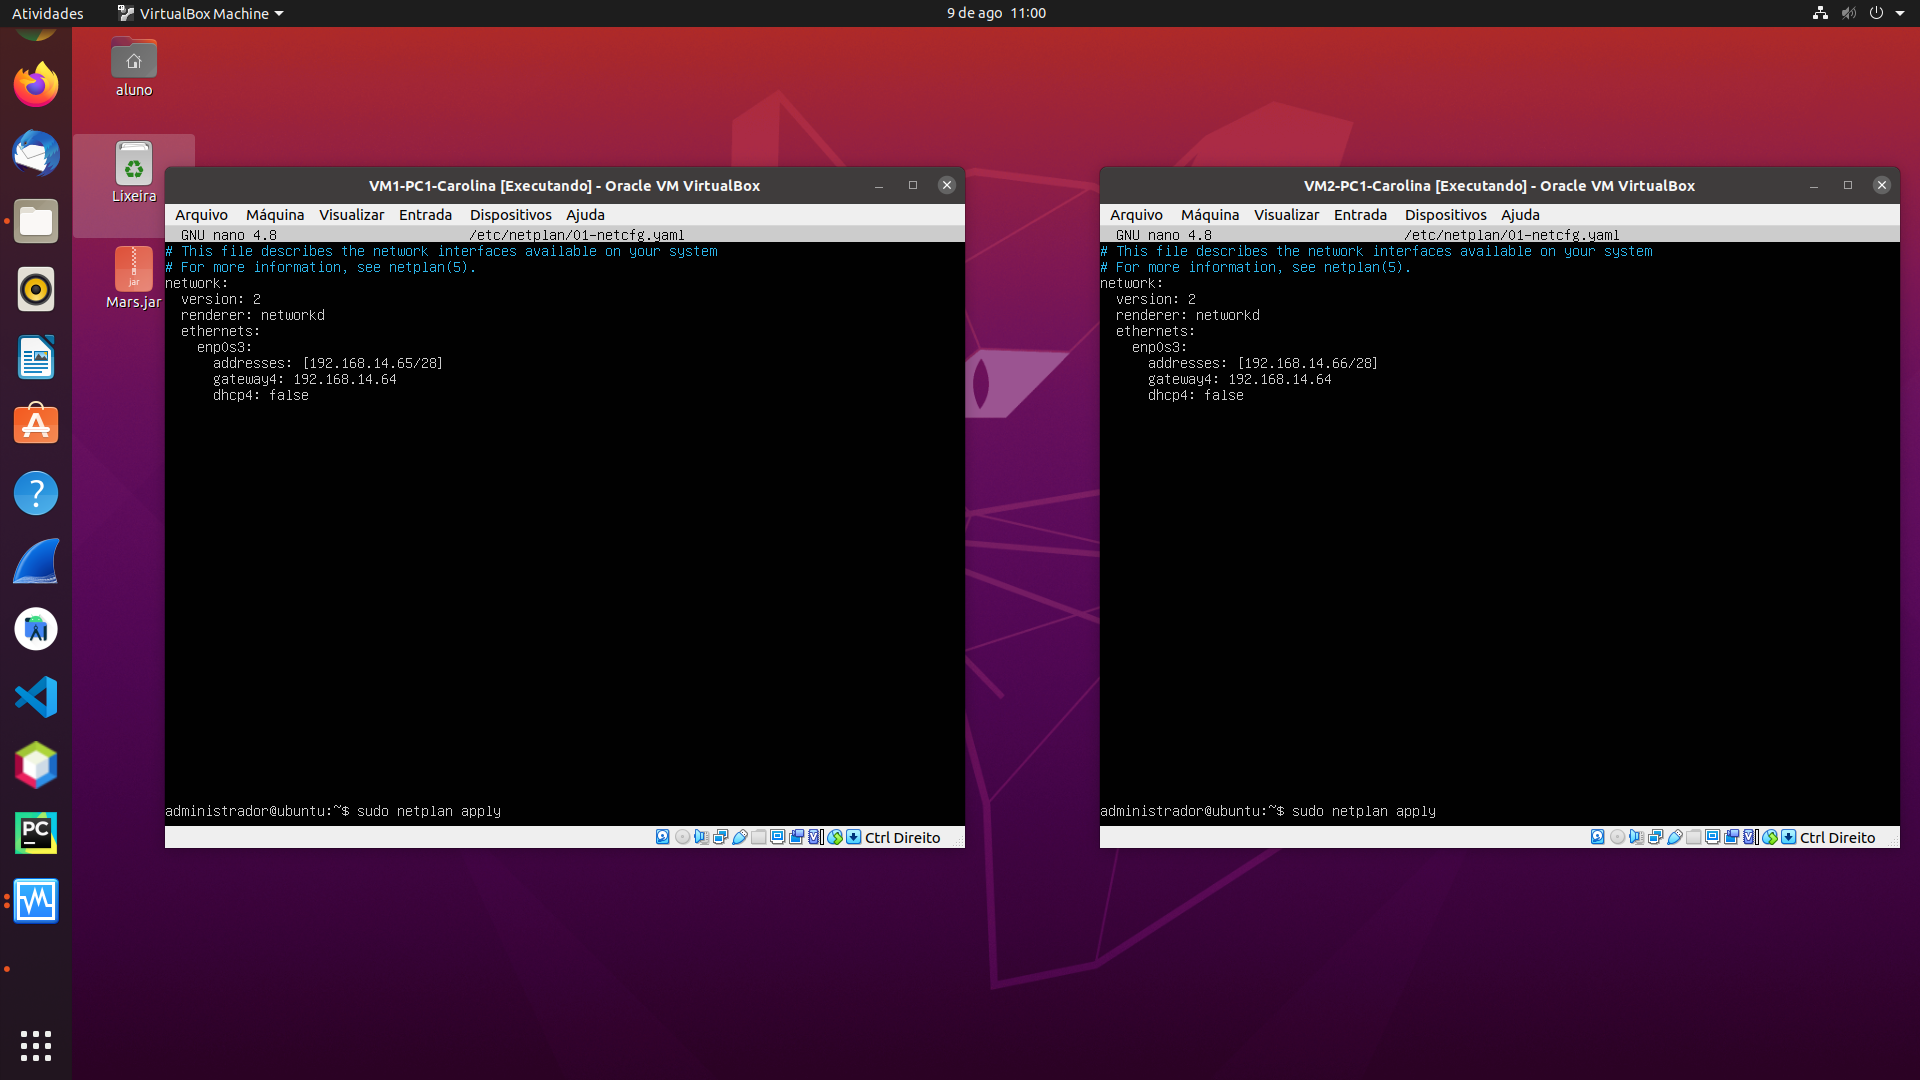 Atividades
VirtualBox Machine
9 de ago 11:00
aluno
Lixeira
jar
Mars.jar
VM1-PC1-Carolina [Executando] - Oracle VM VirtualBox
Arquivo Máquina Visualizar Entrada Dispositivos Ajuda
GNU nano 4.8 /etc/netplan/01-netcfg.yaml
# This file describes the network interfaces available on your system
# For more information, see netplan(5).
network:
version: 2
renderer: networkd
ethernets:
enp0s3:
addresses: [192.168.14.65/28]
gateway4: 192.168.14.64
dhcp4: false
administrador@ubuntu:~$ sudo netplan apply
Ctrl Direito
VM2-PC1-Carolina [Executando] - Oracle VM VirtualBox
Arquivo Máquina Visualizar Entrada Dispositivos Ajuda
GNU nano 4.8 /etc/netplan/01-netcfg.yaml
# This file describes the network interfaces available on your system
# For more information, see netplan(5).
network:
version: 2
renderer: networkd
ethernets:
enp0s3:
addresses: [192.168.14.66/28]
gateway4: 192.168.14.64
dhcp4: false
administrador@ubuntu:~$ sudo netplan apply
Ctrl Direito
PC